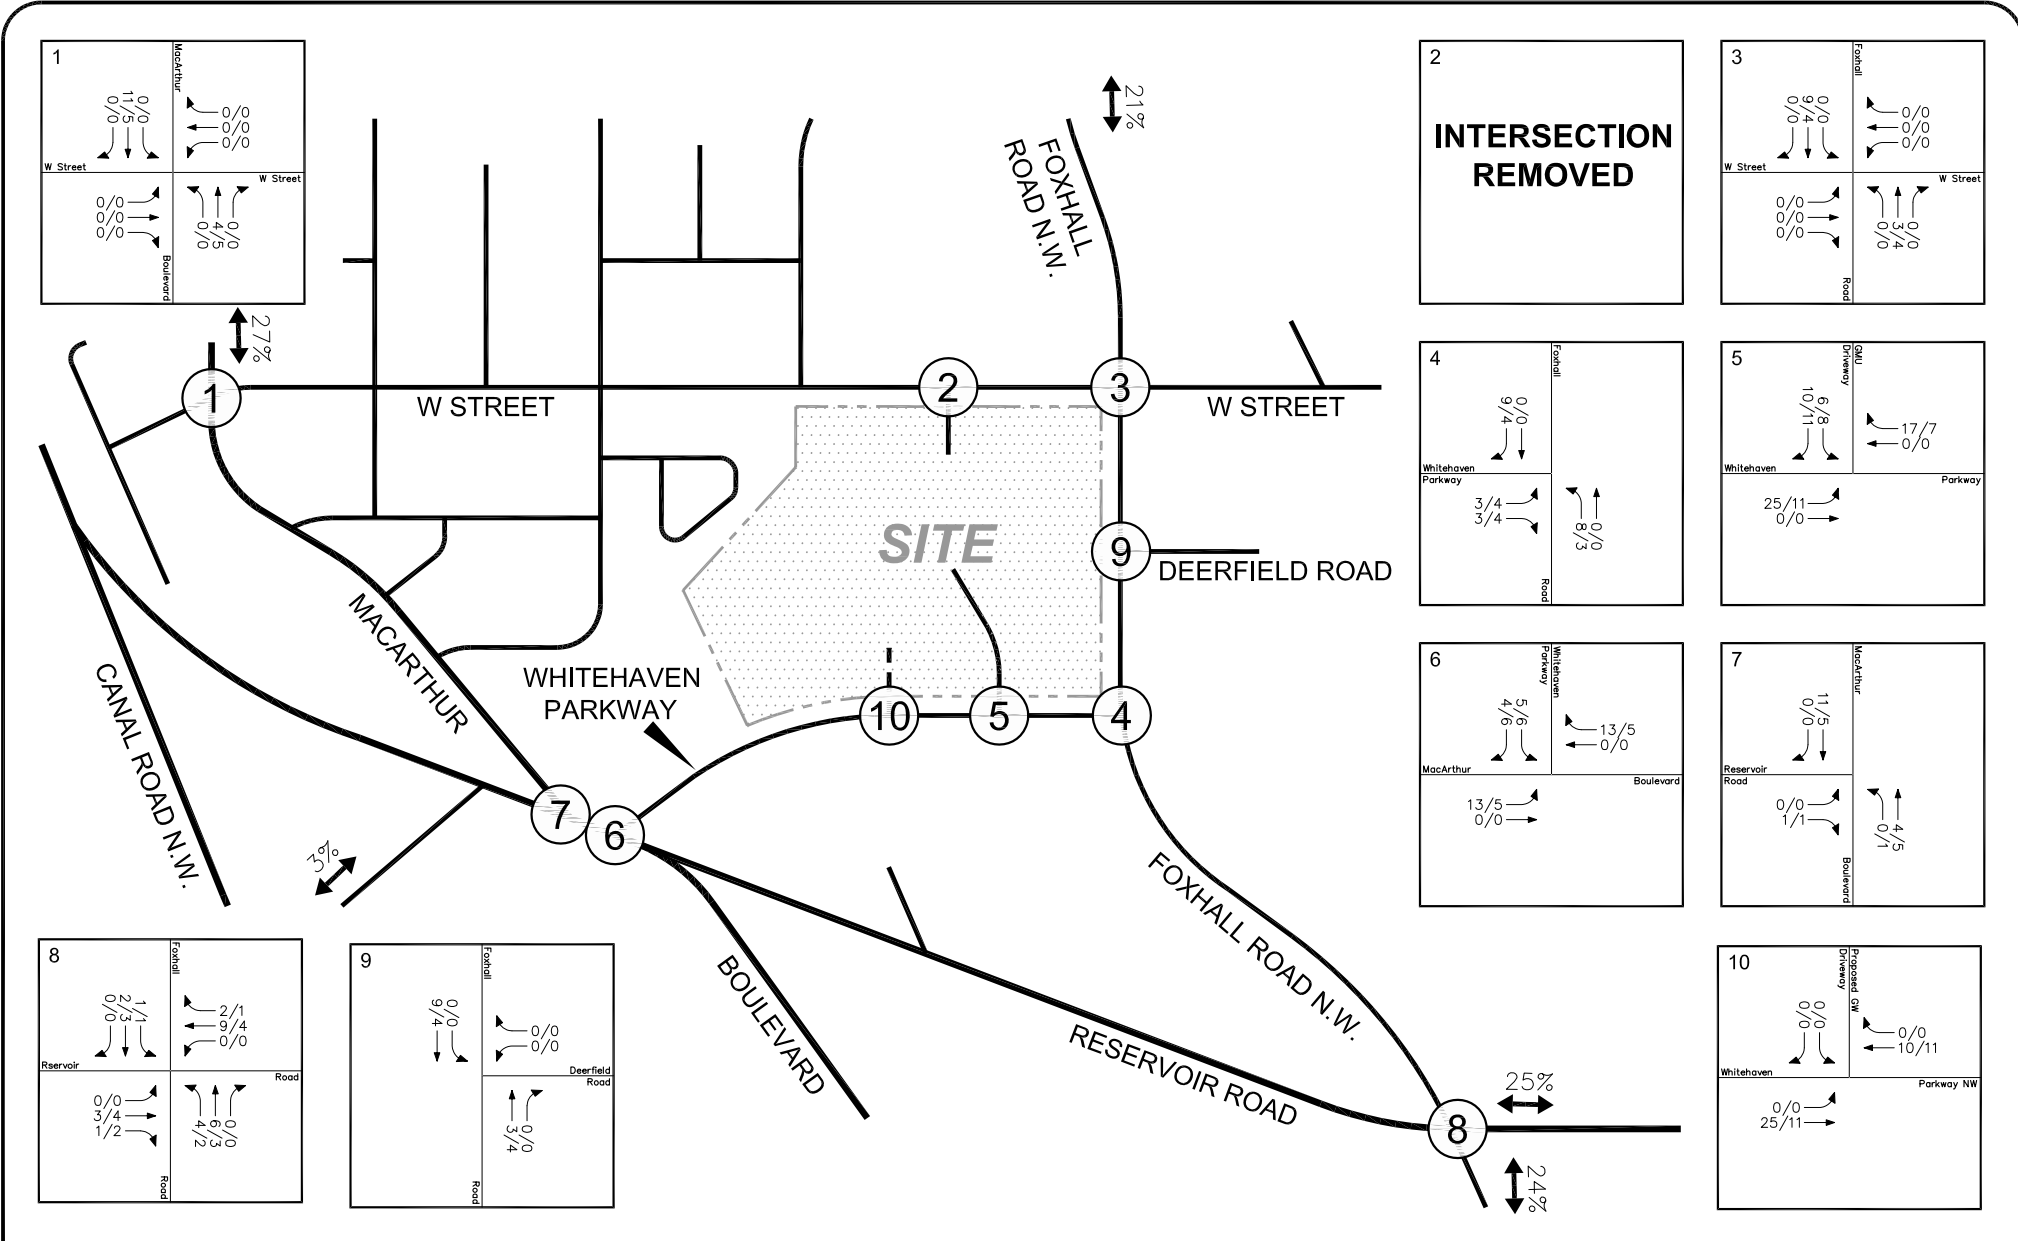 1
MacArthur
0/0
11/5
0/0
0/0
0/0
0/0
W Street
W Street
0/0
0/0
0/0
0/0
4/5
0/0
Boulevard
27%
21%
FOXHALL
ROAD N.W.
2
INTERSECTION
REMOVED
3
Foxhall
0/0
9/4
0/0
0/0
0/0
0/0
W Street
W Street
0/0
0/0
0/0
0/0
3/4
0/0
Road
1
W STREET
2
3
W STREET
SITE
9
DEERFIELD ROAD
4
Foxhall
0/0
9/4
Whitehaven
Parkway
3/4
3/4
8/3
0/0
Road
5
GMU
Driveway
10/11
6/8
17/7
0/0
Whitehaven
Parkway
25/11
0/0
MACARTHUR
WHITEHAVEN
PARKWAY
CANAL ROAD N.W.
10
5
4
7
6
3%
BOULEVARD
FOXHALL ROAD N.W.
RESERVOIR ROAD
25%
8
24%
6
Whitehaven
Parkway
4/6
5/6
13/5
0/0
MacArthur
Boulevard
13/5
0/0
7
MacArthur
0/0
11/5
Reservoir
Road
0/0
1/1
0/1
4/5
Boulevard
8
Foxhall
0/0
2/3
1/1
2/1
9/4
0/0
Rservoir
Road
0/0
3/4
1/2
4/2
6/3
0/0
Road
9
Foxhall
9/4
0/0
0/0
0/0
Deerfield
Road
3/4
0/0
Road
10
Proposed GW
Driveway
0/0
0/0
0/0
10/11
Whitehaven
Parkway NW
0/0
25/11